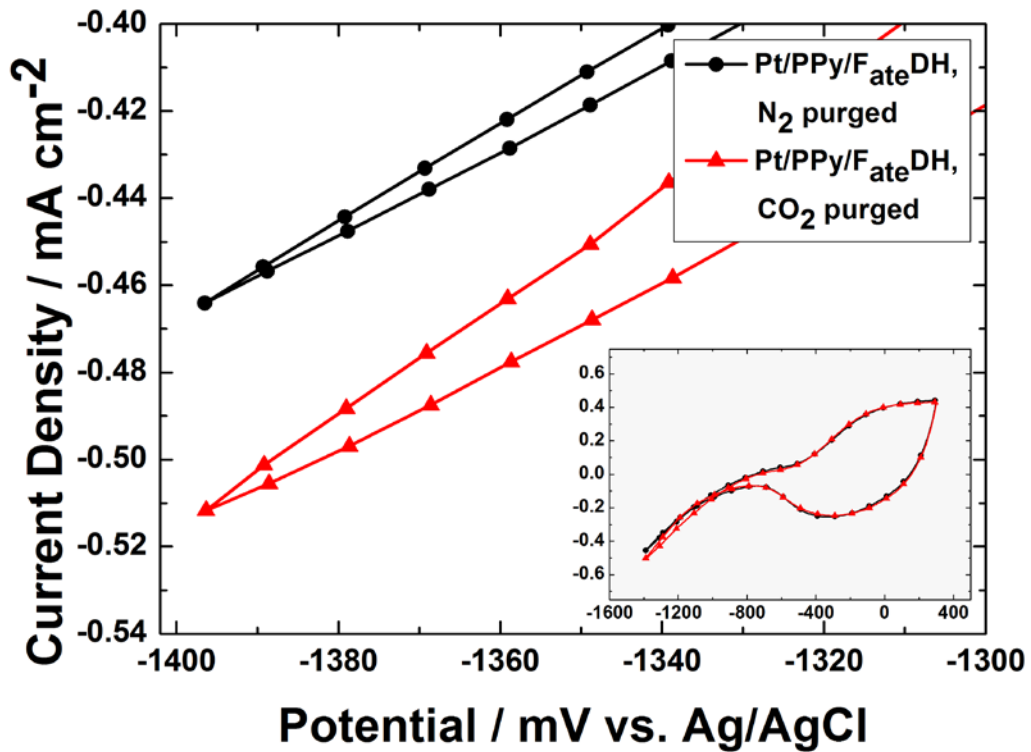 -0.40
-0.42
-0.44
-0.46
-0.48
-0.50
-0.52
-0.54
Current Density / mA cm-2
Pt/PPy/FateDH,
N2 purged
Pt/PPy/FateDH,
CO2 purged
0.6
0.4
0.2
0.0
-0.2
-0.4
-0.6
-1600 -1200 -800 -400 0 400
-1400 -1380 -1360 -1340 -1320 -1300
Potential / mV vs. Ag/AgCl